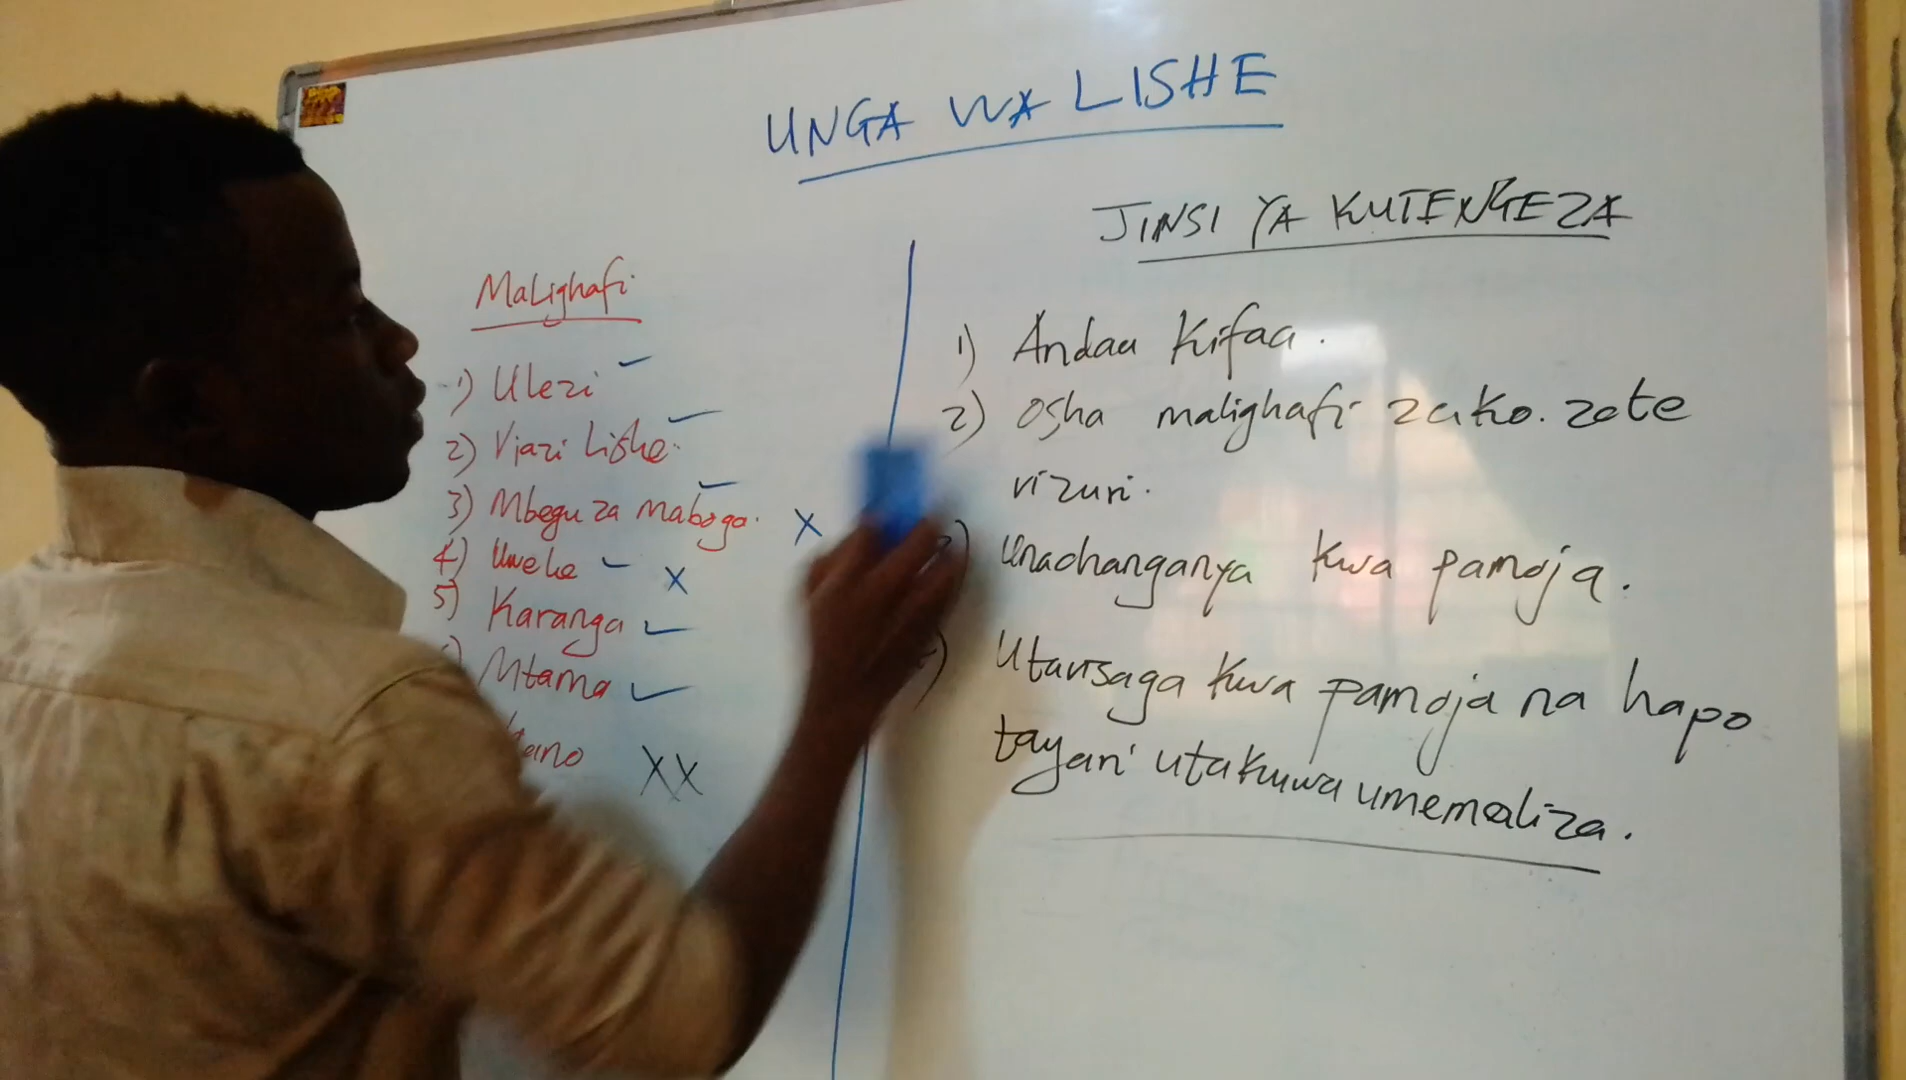 UNGA WA LISHE
Malighafi
1) Ulezi
2) Viazi Lishe.
3) Mbegu za maboga.
4) Uwele
5) Karanga
Mtama
X
X
XX
JINSI YA KUTENGEZA
1) Andaa Kifaa.
2) Osha malighafi zako. zote
vizuri.
Unachanganya kwa pamoja.
Utavisaga kwa pamoja na hapo
tayari utakuwa umemaliza.